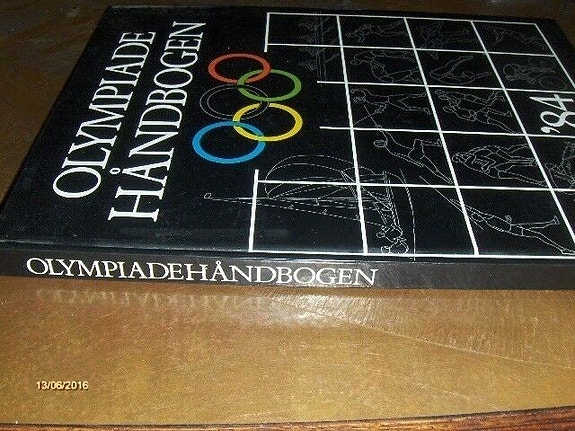 OLYMPIADE
HÅNDBOGEN
'84
OLYMPIADEHÅNDBOGEN
13/06/2016